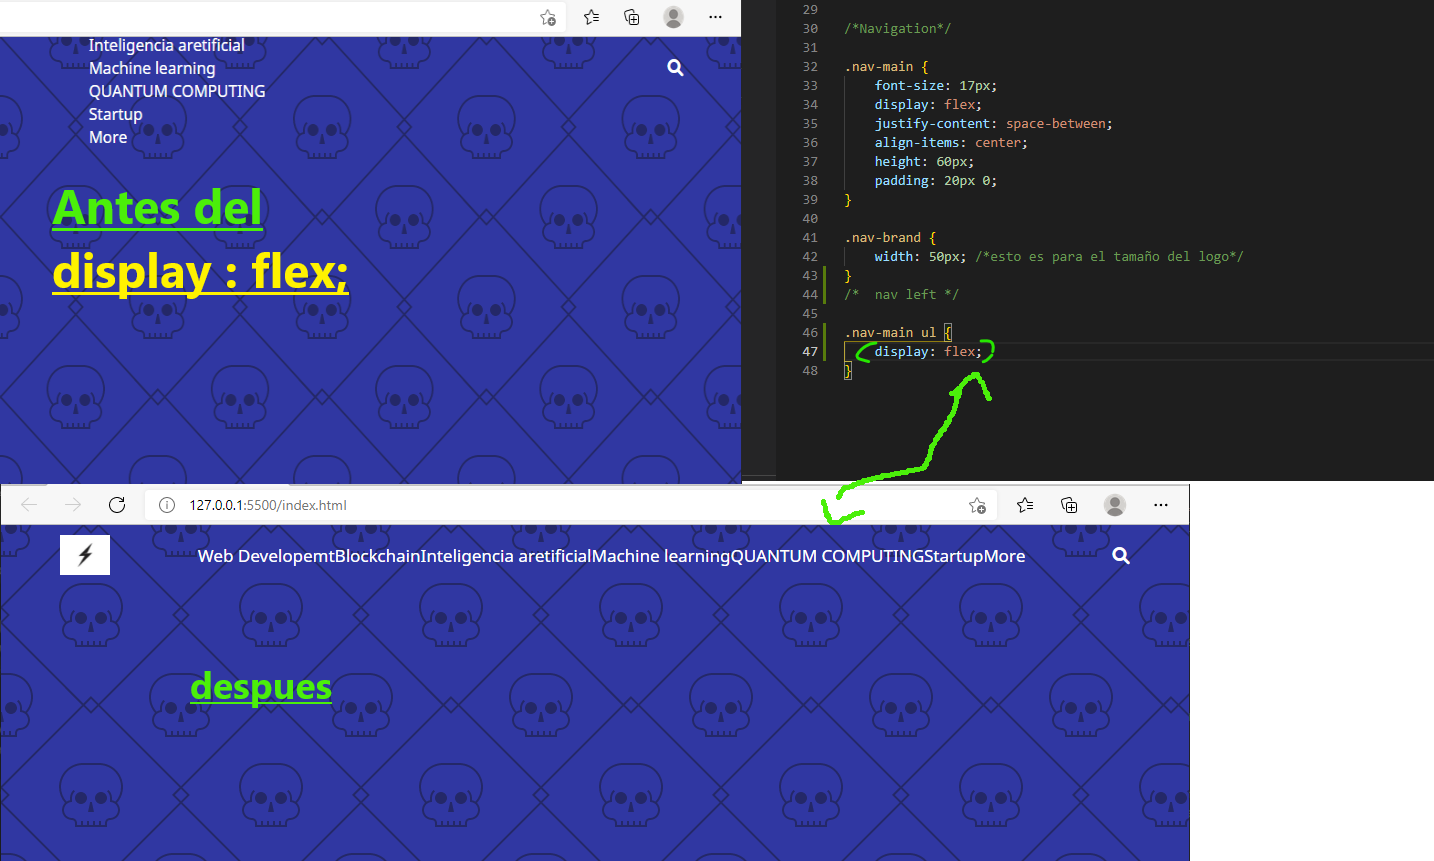 Inteligencia aretificial
Machine learning
QUANTUM COMPUTING
Startup
More
Antes del
display : flex;
29
30 /*Navigation*/
31
32 .nav-main {
33 font-size: 17px;
34 display: flex;
35 justify-content: space-between;
36 align-items: center;
37 height: 60px;
38 padding: 20px 0;
39 }
40
41 .nav-brand {
42 width: 50px; /*esto es para el tamaño del logo*/
43 }
44 /*  nav left */
45
46 .nav-main ul {
47 display: flex;
48 }
127.0.0.1:5500/index.html
Web DevelopemtBlockchainInteligencia aretificialMachine learningQUANTUM COMPUTINGStartupMore
despues